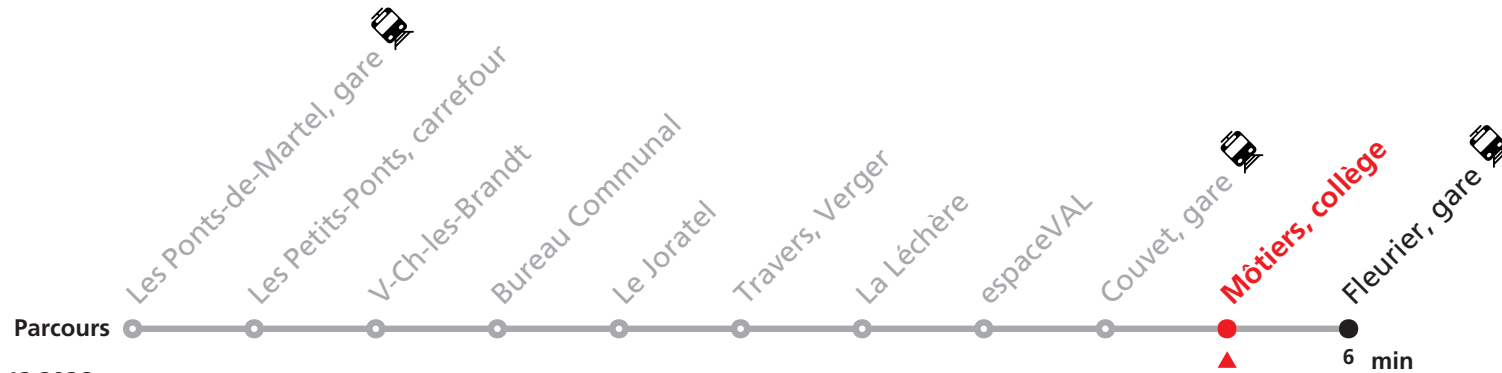 Les Ponts-de-Martel, gare
Les Petits-Ponts, carrefour
V-Ch-les-Brandt
Bureau Communal
Le Joratel
Travers, Verger
La Léchère
espaceVAL
Couvet, gare
Môtiers, collège
Fleurier, gare
Parcours
6 min